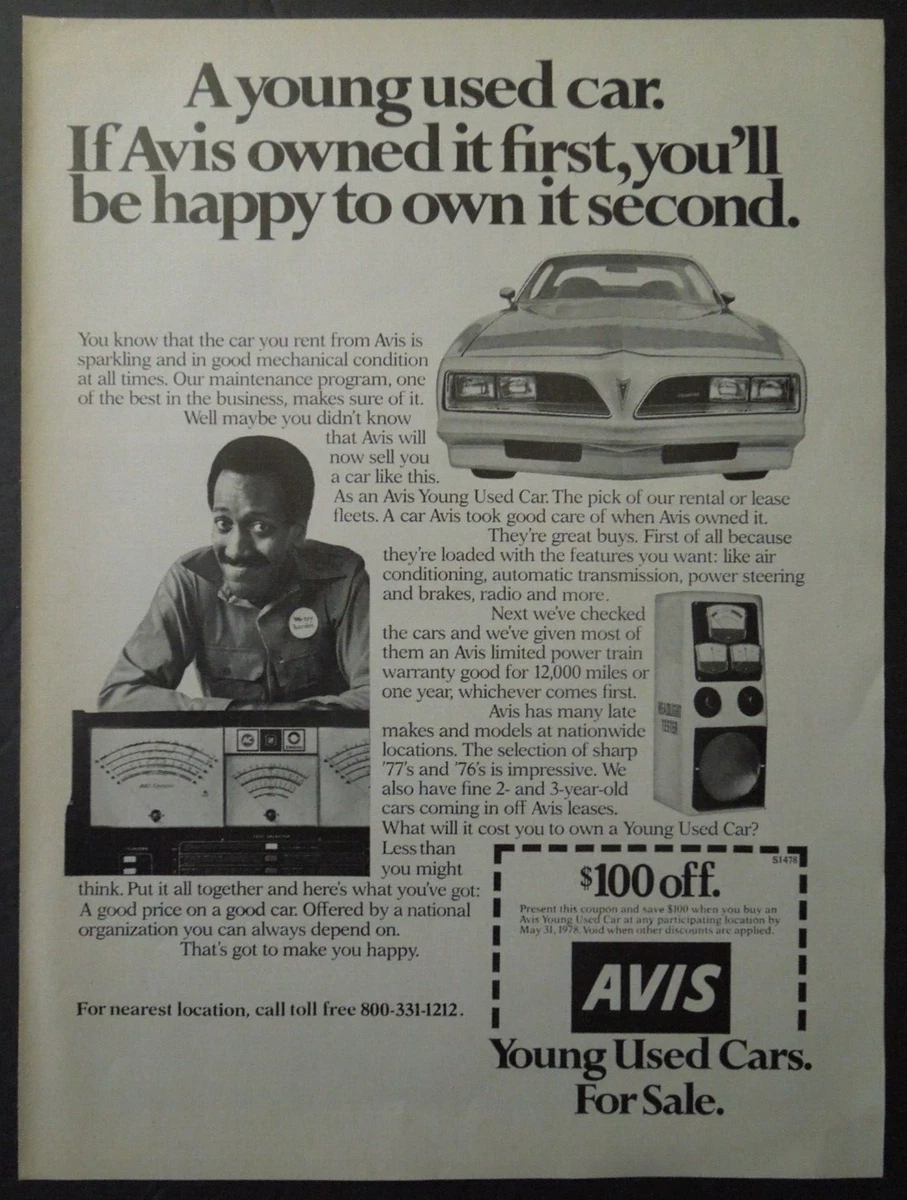 A young used car.
If Avis owned it first, you'll
be happy to own it second.
You know that the car you rent from Avis is
sparkling and in good mechanical condition
at all times. Our maintenance program, one
of the best in the business, makes sure of it.
Well maybe you didn't know
that Avis will
now sell you
a car like this.
As an Avis Young Used Car. The pick of our rental or lease
fleets. A car Avis took good care of when Avis owned it.
They're great buys. First of all because
they're loaded with the features you want: like air
conditioning, automatic transmission, power steering
and brakes, radio and more.
Next we've checked
the cars and we've given most of
them an Avis limited power train
warranty good for 12,000 miles or
one year, whichever comes first.
Avis has many late
makes and models at nationwide
locations. The selection of sharp
'77's and '76's is impressive. We
also have fine 2- and 3-year-old
cars coming in off Avis leases.
What will it cost you to own a Young Used Car?
Less than
you might
think. Put it all together and here's what you've got:
A good price on a good car. Offered by a national
organization you can always depend on.
That's got to make you happy.
For nearest location, call toll free 800-331-1212.
We try
harder.
HEADLIGHT
TESTER
AC
S1478
$100 off.
Present this coupon and save $100 when you buy an
Avis Young Used Car at any participating location by
May 31, 1978. Void when other discounts are applied.
AVIS
Young Used Cars.
For Sale.